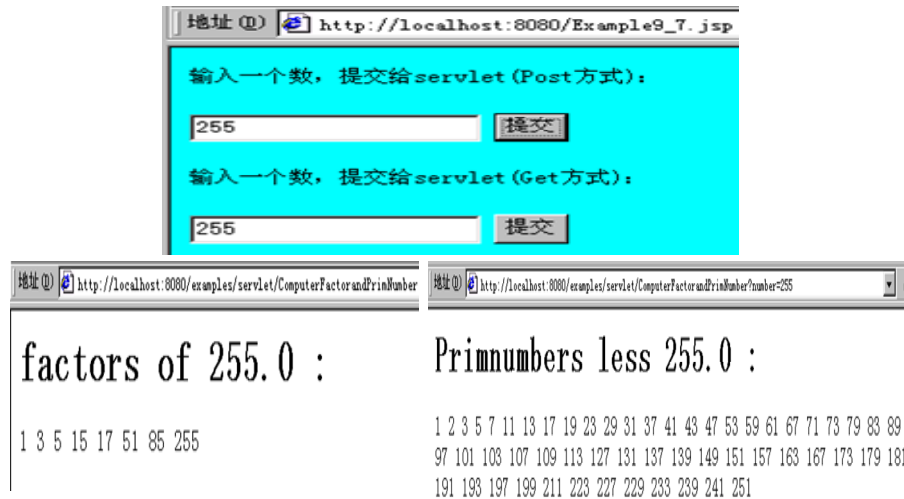 地址(D) http://localhost:8080/Example9_7.jsp
输入一个数，提交给servlet(Post方式)：
255 提交
输入一个数，提交给servlet(Get方式)：
255 提交
地址(D) http://localhost:8080/examples/servlet/ComputerFactorandPrimNumber
factors of 255.0 :
1 3 5 15 17 51 85 255
地址(D) http://localhost:8080/examples/servlet/ComputerFactorandPrimNumber?number=255
Primnumbers less 255.0 :
1 2 3 5 7 11 13 17 19 23 29 31 37 41 43 47 53 59 61 67 71 73 79 83 89
97 101 103 107 109 113 127 131 137 139 149 151 157 163 167 173 179 181
191 193 197 199 211 223 227 229 233 239 241 251